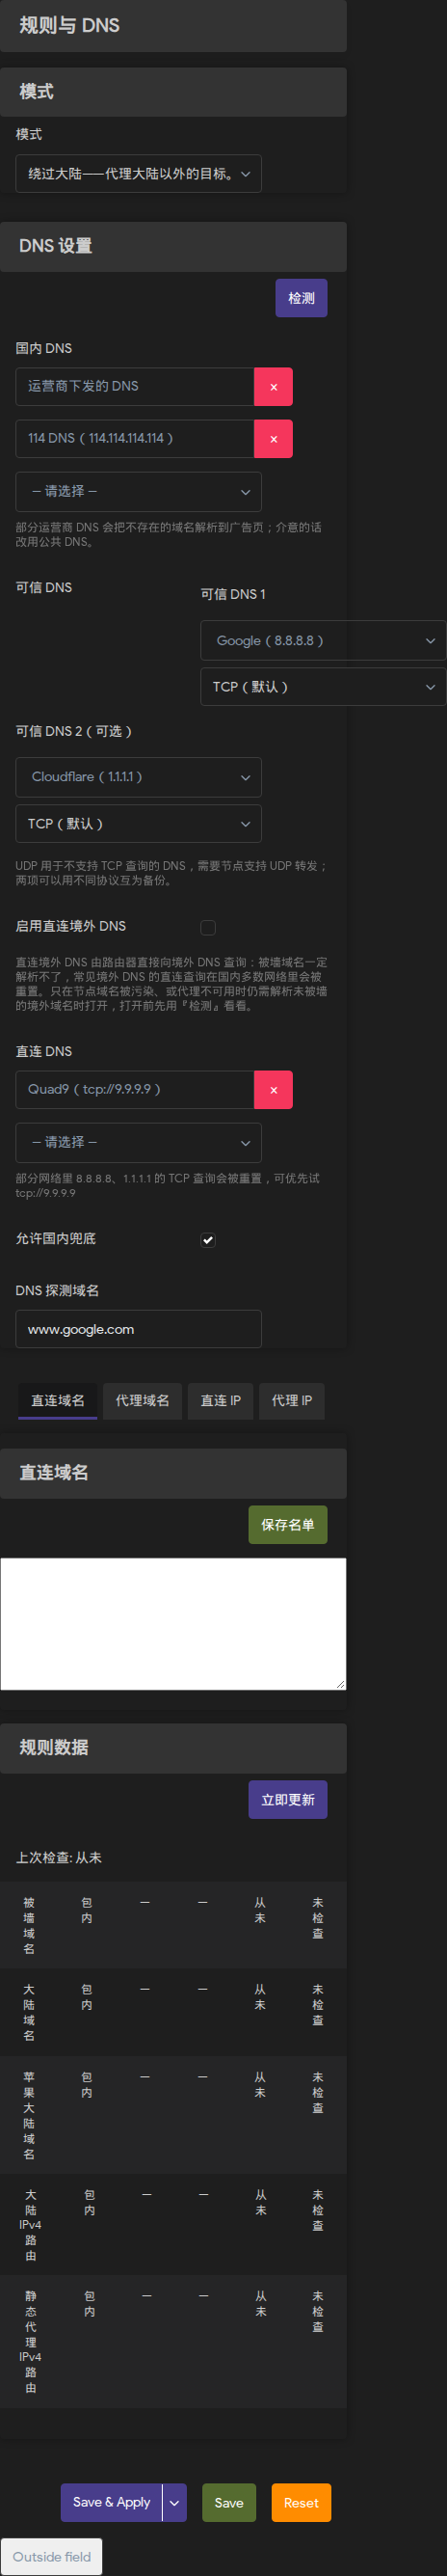 规则与 DNS
模式
模式
绕过大陆——代理大陆以外的目标。
DNS 设置
检测
国内 DNS
运营商下发的 DNS
×
114 DNS（114.114.114.114）
×
– 请选择 –
部分运营商 DNS 会把不存在的域名解析到广告页；介意的话
改用公共 DNS。
可信 DNS
可信 DNS 1
Google（8.8.8.8）
TCP（默认）
可信 DNS 2（可选）
Cloudflare（1.1.1.1）
TCP（默认）
UDP 用于不支持 TCP 查询的 DNS，需要节点支持 UDP 转发；
两项可以用不同协议互为备份。
启用直连境外 DNS
直连境外 DNS 由路由器直接向境外 DNS 查询：被墙域名一定
解析不了，常见境外 DNS 的直连查询在国内多数网络里会被
重置。只在节点域名被污染、或代理不可用时仍需解析未被墙
的境外域名时打开，打开前先用『检测』看看。
直连 DNS
Quad9（tcp://9.9.9.9）
×
– 请选择 –
部分网络里 8.8.8.8、1.1.1.1 的 TCP 查询会被重置，可优先试
tcp://9.9.9.9
允许国内兜底
DNS 探测域名
www.google.com
直连域名 代理域名 直连 IP 代理 IP
直连域名
保存名单
规则数据
立即更新
上次检查: 从未
被墙域名 包内 — — 从未 未检查
大陆域名 包内 — — 从未 未检查
苹果大陆域名 包内 — — 从未 未检查
大陆 IPv4 路由 包内 — — 从未 未检查
静态代理 IPv4 路由 包内 — — 从未 未检查
Save & Apply Save Reset
Outside field